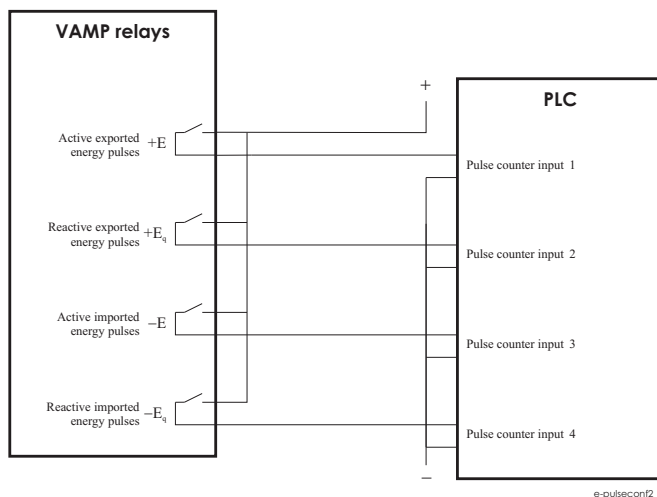 VAMP relays
+
PLC
Active exported
energy pulses
+E
Pulse counter input 1
Reactive exported
energy pulses
+Eq
Pulse counter input 2
Active imported
energy pulses
−E
Pulse counter input 3
Reactive imported
energy pulses
−Eq
Pulse counter input 4
−
e-pulseconf2